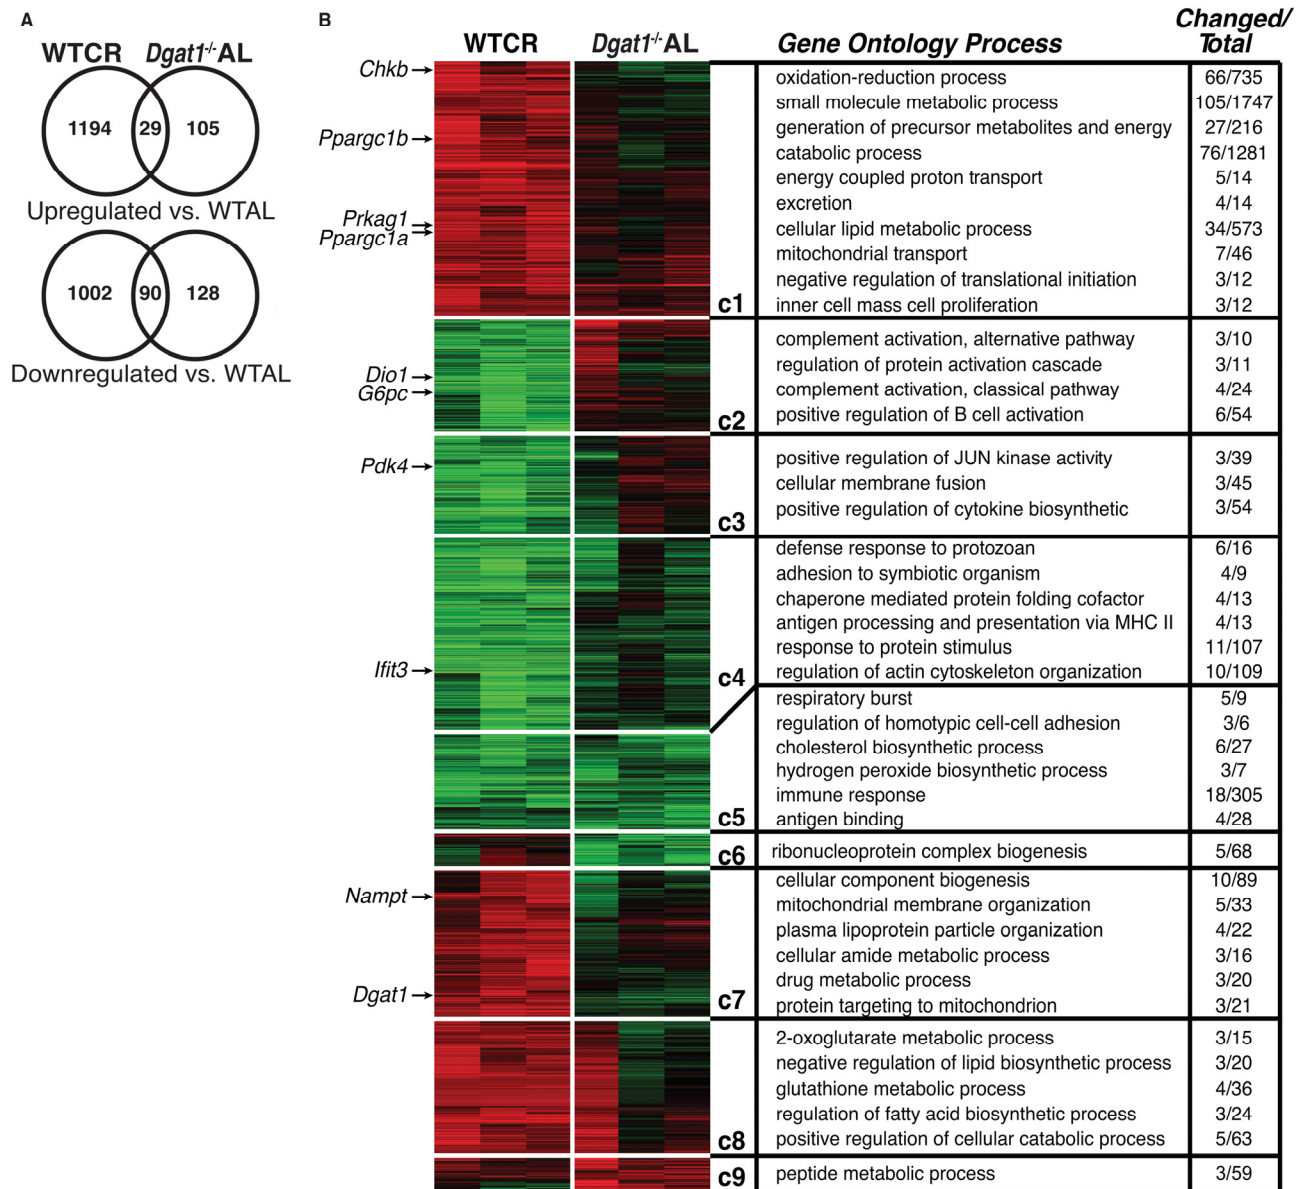 A
WTCR Dgat1-/-AL
1194 29 105
Upregulated vs. WTAL
1002 90 128
Downregulated vs. WTAL
B
WTCR Dgat1-/-AL Gene Ontology Process Changed/
Total
Chkb
Ppargc1b
Prkag1
Ppargc1a
c1
oxidation-reduction process 66/735
small molecule metabolic process 105/1747
generation of precursor metabolites and energy 27/216
catabolic process 76/1281
energy coupled proton transport 5/14
excretion 4/14
cellular lipid metabolic process 34/573
mitochondrial transport 7/46
negative regulation of translational initiation 3/12
inner cell mass cell proliferation 3/12
Dio1
G6pc
c2
complement activation, alternative pathway 3/10
regulation of protein activation cascade 3/11
complement activation, classical pathway 4/24
positive regulation of B cell activation 6/54
Pdk4
c3
positive regulation of JUN kinase activity 3/39
cellular membrane fusion 3/45
positive regulation of cytokine biosynthetic 3/54
Ifit3
c4
defense response to protozoan 6/16
adhesion to symbiotic organism 4/9
chaperone mediated protein folding cofactor 4/13
antigen processing and presentation via MHC II 4/13
response to protein stimulus 11/107
regulation of actin cytoskeleton organization 10/109
c5
respiratory burst 5/9
regulation of homotypic cell-cell adhesion 3/6
cholesterol biosynthetic process 6/27
hydrogen peroxide biosynthetic process 3/7
immune response 18/305
antigen binding 4/28
c6
ribonucleoprotein complex biogenesis 5/68
Nampt
Dgat1
c7
cellular component biogenesis 10/89
mitochondrial membrane organization 5/33
plasma lipoprotein particle organization 4/22
cellular amide metabolic process 3/16
drug metabolic process 3/20
protein targeting to mitochondrion 3/21
c8
2-oxoglutarate metabolic process 3/15
negative regulation of lipid biosynthetic process 3/20
glutathione metabolic process 4/36
regulation of fatty acid biosynthetic process 3/24
positive regulation of cellular catabolic process 5/63
c9
peptide metabolic process 3/59